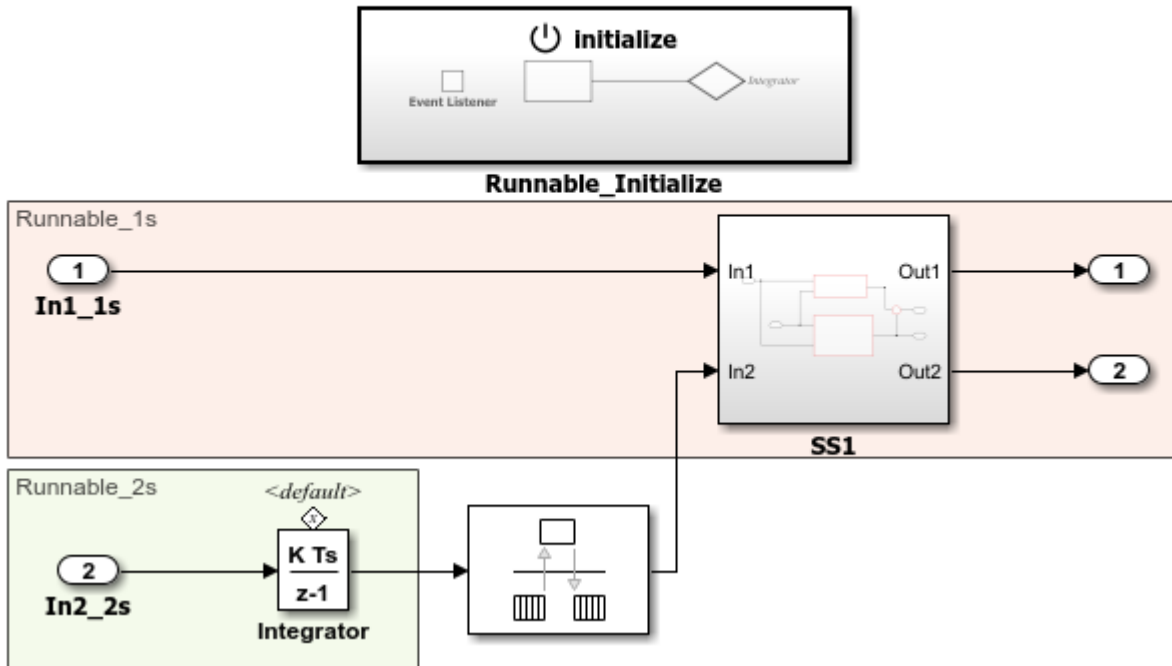 initialize
Event Listener
Integrator
Runnable_Initialize
Runnable_1s
1
In1_1s
In1
Out1
1
In2
Out2
2
SS1
Runnable_2s
<default>
x
2
In2_2s
K Ts
z-1
Integrator